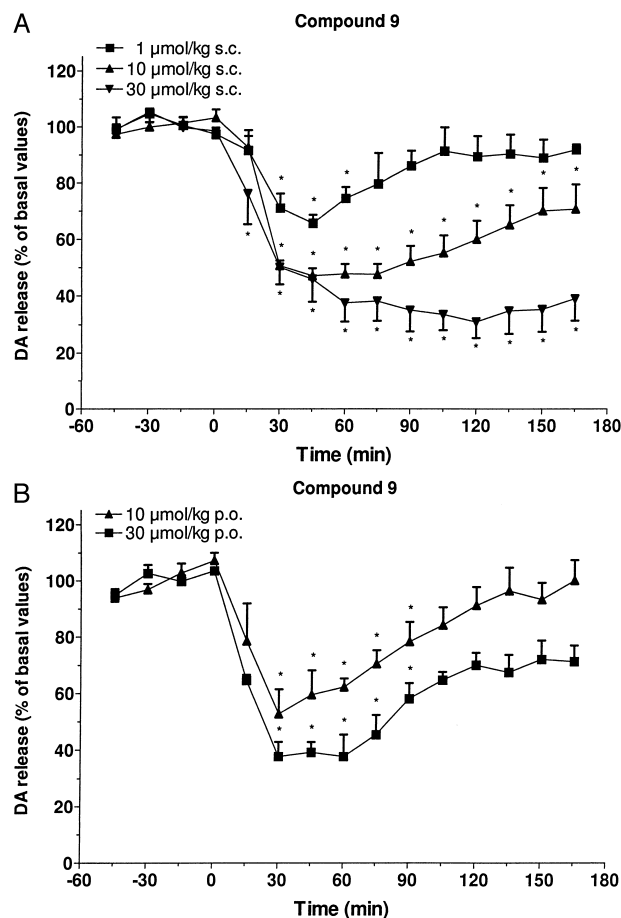 A
Compound 9
1 µmol/kg s.c.
10 µmol/kg s.c.
30 µmol/kg s.c.
DA release (% of basal values)
120
100
80
60
40
20
0
-60 -30 0 30 60 90 120 150 180
Time (min)
* * * * * * * * * * * * * * * * * * * * * * *
B
Compound 9
10 µmol/kg p.o.
30 µmol/kg p.o.
DA release (% of basal values)
120
100
80
60
40
20
0
-60 -30 0 30 60 90 120 150 180
Time (min)
* * * * * * * * * *